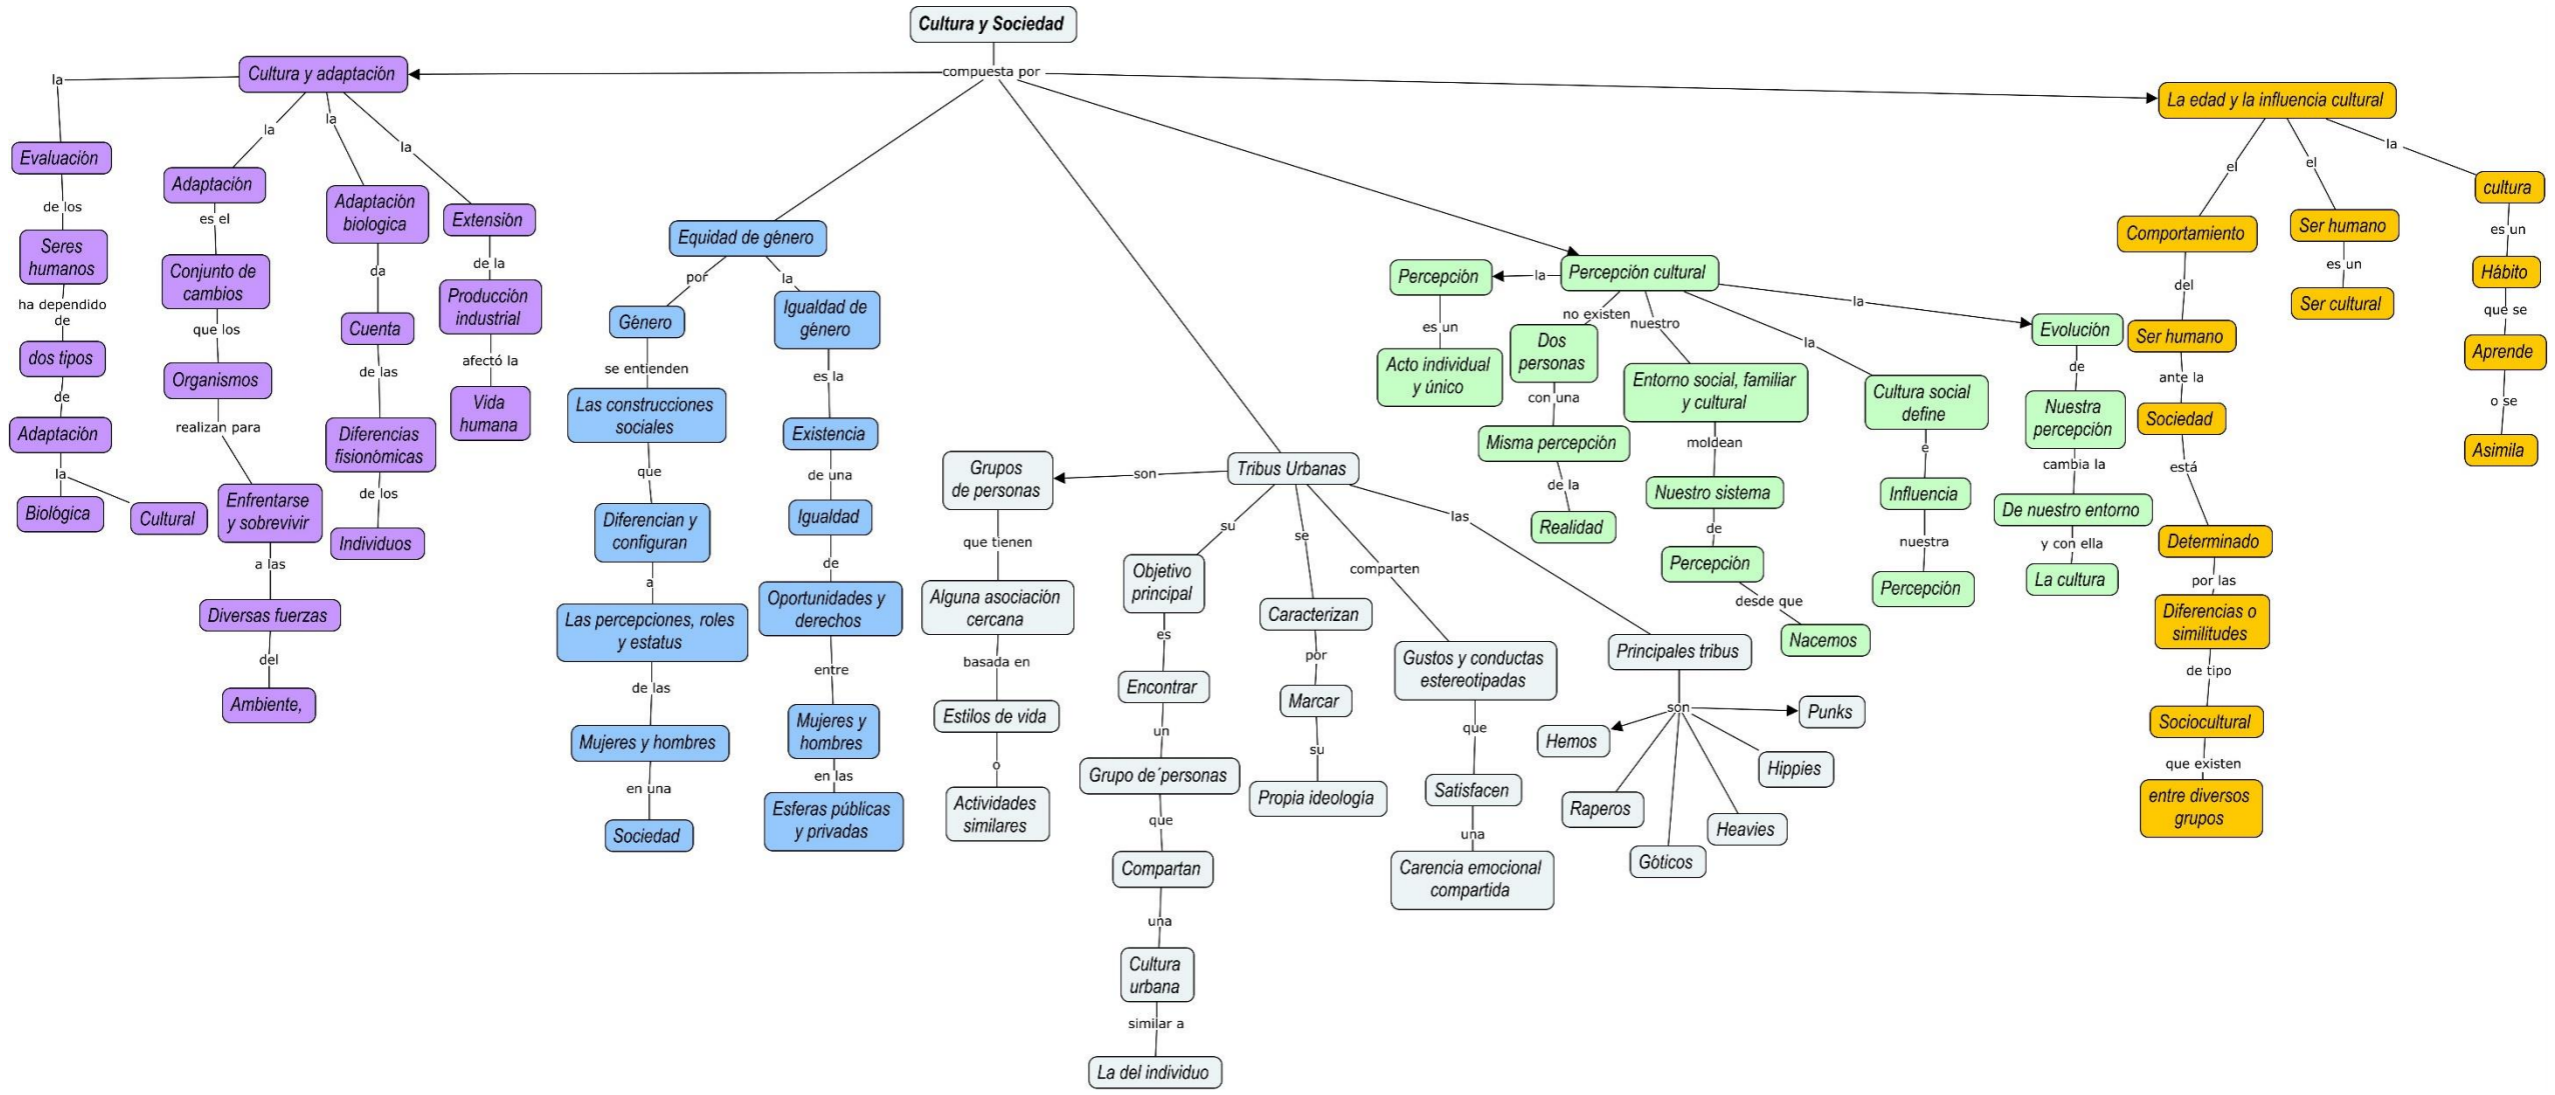 Cultura y Sociedad
compuesta por
Cultura y adaptación
la
Evaluación
de los
Seres
humanos
ha dependido
de
dos tipos
de
Adaptación
la
Biológica
Cultural
la
Adaptación
es el
Conjunto de
cambios
que los
Organismos
realizan para
Enfrentarse
y sobrevivir
a las
Diversas fuerzas
del
Ambiente,
la
Adaptación
biologica
da
Cuenta
de las
Diferencias
fisionómicas
de los
Individuos
la
Extensión
de la
Producción
industrial
afectó la
Vida
humana
Equidad de género
por
Género
se entienden
Las construcciones
sociales
que
Diferencian y
configuran
a
Las percepciones, roles
y estatus
de las
Mujeres y hombres
en una
Sociedad
la
Igualdad de
género
es la
Existencia
de una
Igualdad
de
Oportunidades y
derechos
entre
Mujeres y
hombres
en las
Esferas públicas
y privadas
Tribus Urbanas
son
Grupos
de personas
que tienen
Alguna asociación
cercana
basada en
Estilos de vida
o
Actividades
similares
su
Objetivo
principal
es
Encontrar
un
Grupo de´personas
que
Compartan
una
Cultura
urbana
similar a
La del individuo
se
Caracterizan
por
Marcar
su
Propia ideología
comparten
Gustos y conductas
estereotipadas
que
Satisfacen
una
Carencia emocional
compartida
las
Principales tribus
son
Hemos
Raperos
Góticos
Heavies
Hippies
Punks
Percepción cultural
la
Percepción
es un
Acto individual
y único
no existen
Dos
personas
con una
Misma percepción
de la
Realidad
nuestro
Entorno social, familiar
y cultural
moldean
Nuestro sistema
de
Percepción
desde que
Nacemos
la
Cultura social
define
e
Influencia
nuestra
Percepción
la
Evolución
de
Nuestra
percepción
cambia la
De nuestro entorno
y con ella
La cultura
La edad y la influencia cultural
el
Comportamiento
del
Ser humano
ante la
Sociedad
está
Determinado
por las
Diferencias o
similitudes
de tipo
Sociocultural
que existen
entre diversos
grupos
el
Ser humano
es un
Ser cultural
la
cultura
es un
Hábito
que se
Aprende
o se
Asimila